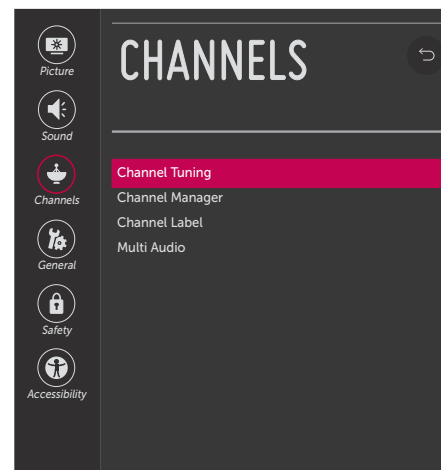 Picture
Sound
Channels
General
Safety
Accessibility
CHANNELS
Channel Tuning
Channel Manager
Channel Label
Multi Audio